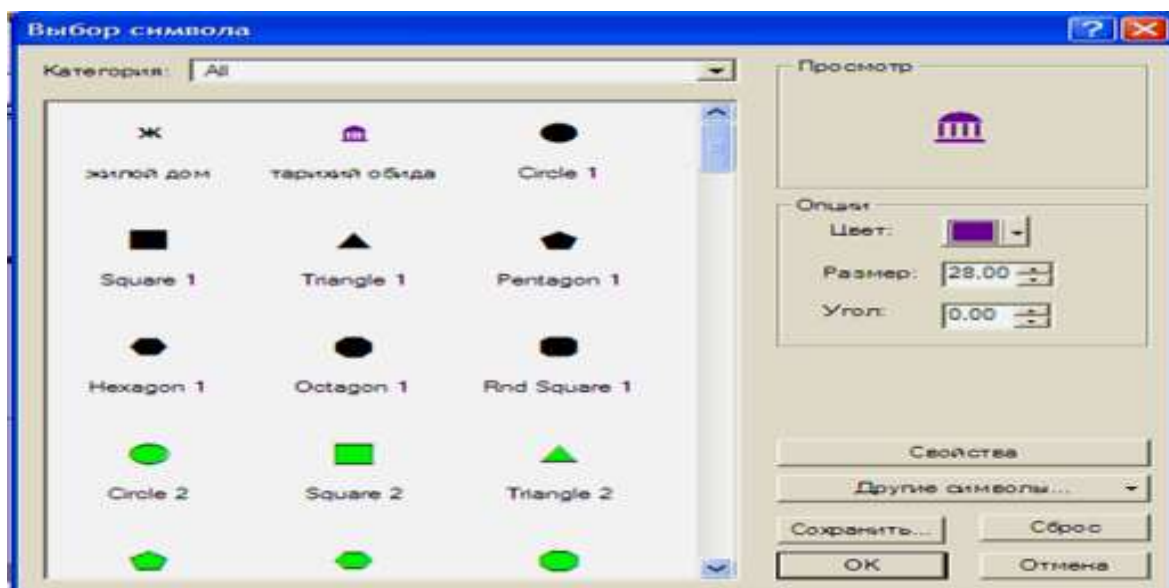 Выбор символа
Категория: All
Ж
жилой дом тарихий обида Circle 1
Square 1 Triangle 1 Pentagon 1
Hexagon 1 Octagon 1 Rnd Square 1
Circle 2 Square 2 Triangle 2
Просмотр
Опции
Цвет:
Размер: 28.00
Угол: 0.00
Свойства
Другие символы...
Сохранить... Сброс
OK Отмена